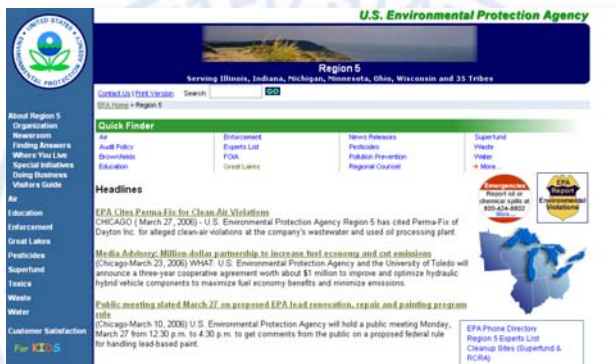 U.S. Environmental Protection Agency
UNITED STATES
ENVIRONMENTAL PROTECTION AGENCY
Region 5
Serving Illinois, Indiana, Michigan, Minnesota, Ohio, Wisconsin and 35 Tribes
Contact Us | Print Version Search: GO
EPA Home > Region 5
About Region 5
Organization
Newsroom
Finding Answers
Where You Live
Special Initiatives
Doing Business
Visitors Guide
Air
Education
Enforcement
Great Lakes
Pesticides
Superfund
Toxics
Waste
Water
Customer Satisfaction
For KIDS
Quick Finder
Air Enforcement News Releases Superfund
Audit Policy Experts List Pesticides Waste
Brownfields FOIA Pollution Prevention Water
Education Great Lakes Regional Counsel More...
Headlines
EPA Cites Perma-Fix for Clean Air Violations
CHICAGO ( March 27, 2006) - U.S. Environmental Protection Agency Region 5 has cited Perma-Fix of
Dayton Inc. for alleged clean-air violations at the company's wastewater and used oil processing plant.
Media Advisory: Million-dollar partnership to increase fuel economy and cut emissions
(Chicago-March 23, 2006) WHAT: U.S. Environmental Protection Agency and the University of Toledo will
announce a three-year cooperative agreement worth about $1 million to improve and optimize hydraulic
hybrid vehicle components to maximize fuel economy benefits and minimize emissions.
Public meeting slated March 27 on proposed EPA lead renovation, repair and painting program
rule
(Chicago-March 10, 2006) U.S. Environmental Protection Agency will hold a public meeting Monday,
March 27 from 12:30 p.m. to 4:30 p.m. to get comments from the public on a proposed federal rule
for handling lead-based paint.
Emergencies
Report oil or
chemical spills at
800-424-8802
More...
EPA
Report
Environmental
Violations
EPA Phone Directory
Region 5 Experts List
Cleanup Sites (Superfund &
RCRA)